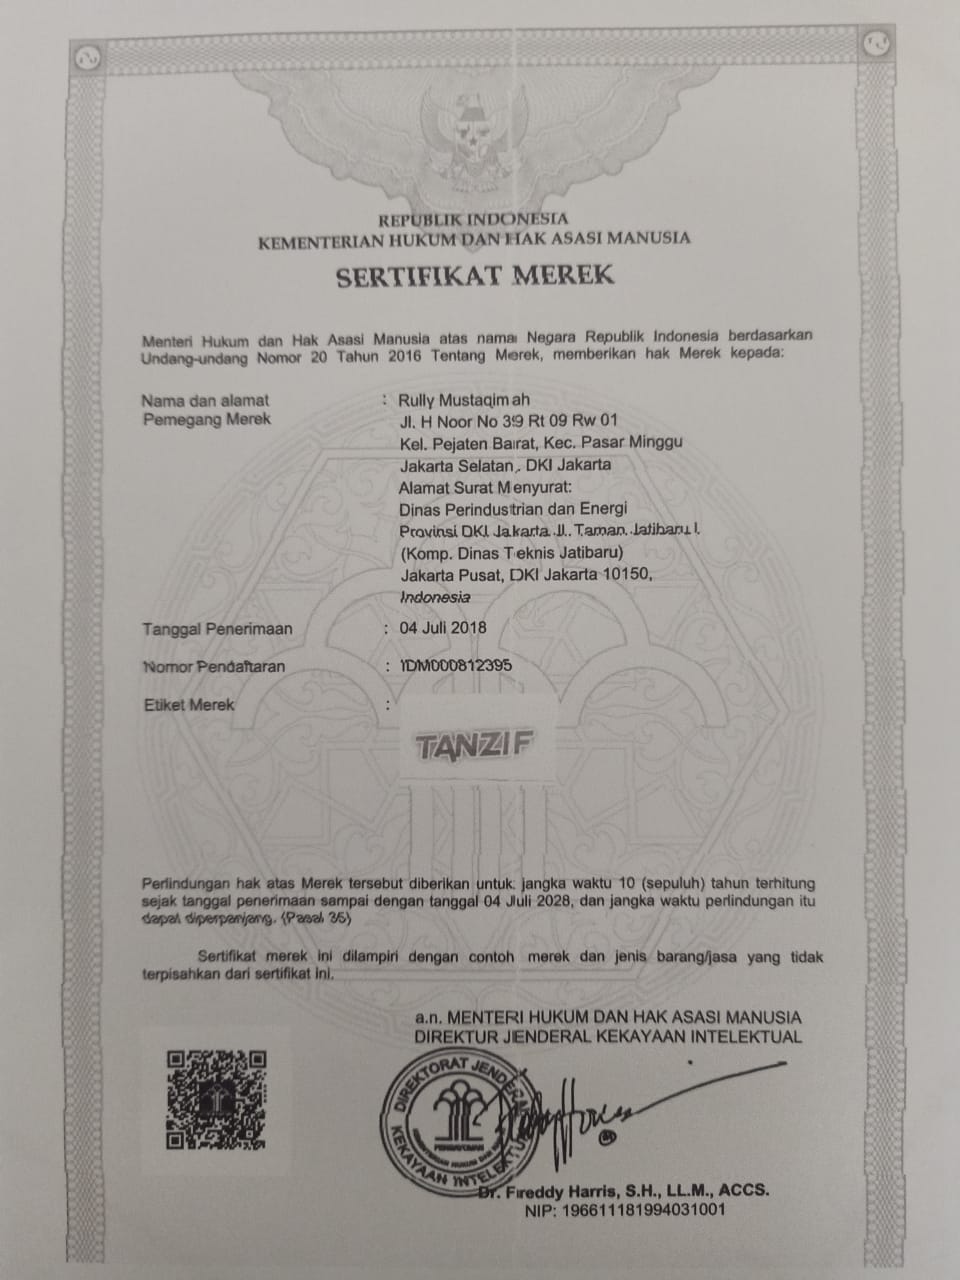 REPUBLIK INDONESIA
KEMENTERIAN HUKUM DAN HAK ASASI MANUSIA
SERTIFIKAT MEREK
Menteri Hukum dan Hak Asasi Manusia atas nama Negara Republik Indonesia berdasarkan
Undang-undang Nomor 20 Tahun 2016 Tentang Merek, memberikan hak Merek kepada:
Nama dan alamat : Rully Mustaqimah
Pemegang Merek Jl. H Noor No 39 Rt 09 Rw 01
Kel. Pejaten Barat, Kec. Pasar Minggu
Jakarta Selatan, DKI Jakarta
Alamat Surat Menyurat:
Dinas Perindustrian dan Energi
Provinsi DKI Jakarta Jl. Taman Jatibaru I
(Komp. Dinas Teknis Jatibaru)
Jakarta Pusat, DKI Jakarta 10150,
Indonesia
Tanggal Penerimaan : 04 Juli 2018
Nomor Pendaftaran : IDM000812395
Etiket Merek :
TANZIF
Perlindungan hak atas Merek tersebut diberikan untuk jangka waktu 10 (sepuluh) tahun terhitung
sejak tanggal penerimaan sampai dengan tanggal 04 Juli 2028, dan jangka waktu perlindungan itu
dapat diperpanjang. (Pasal 35)
Sertifikat merek ini dilampiri dengan contoh merek dan jenis barang/jasa yang tidak
terpisahkan dari sertifikat ini.
a.n. MENTERI HUKUM DAN HAK ASASI MANUSIA
DIREKTUR JENDERAL KEKAYAAN INTELEKTUAL
DIREKTORAT JENDERAL
KEKAYAAN INTELEKTUAL
PENGAYOMAN
Dr. Freddy Harris, S.H., LL.M., ACCS.
NIP: 196611181994031001